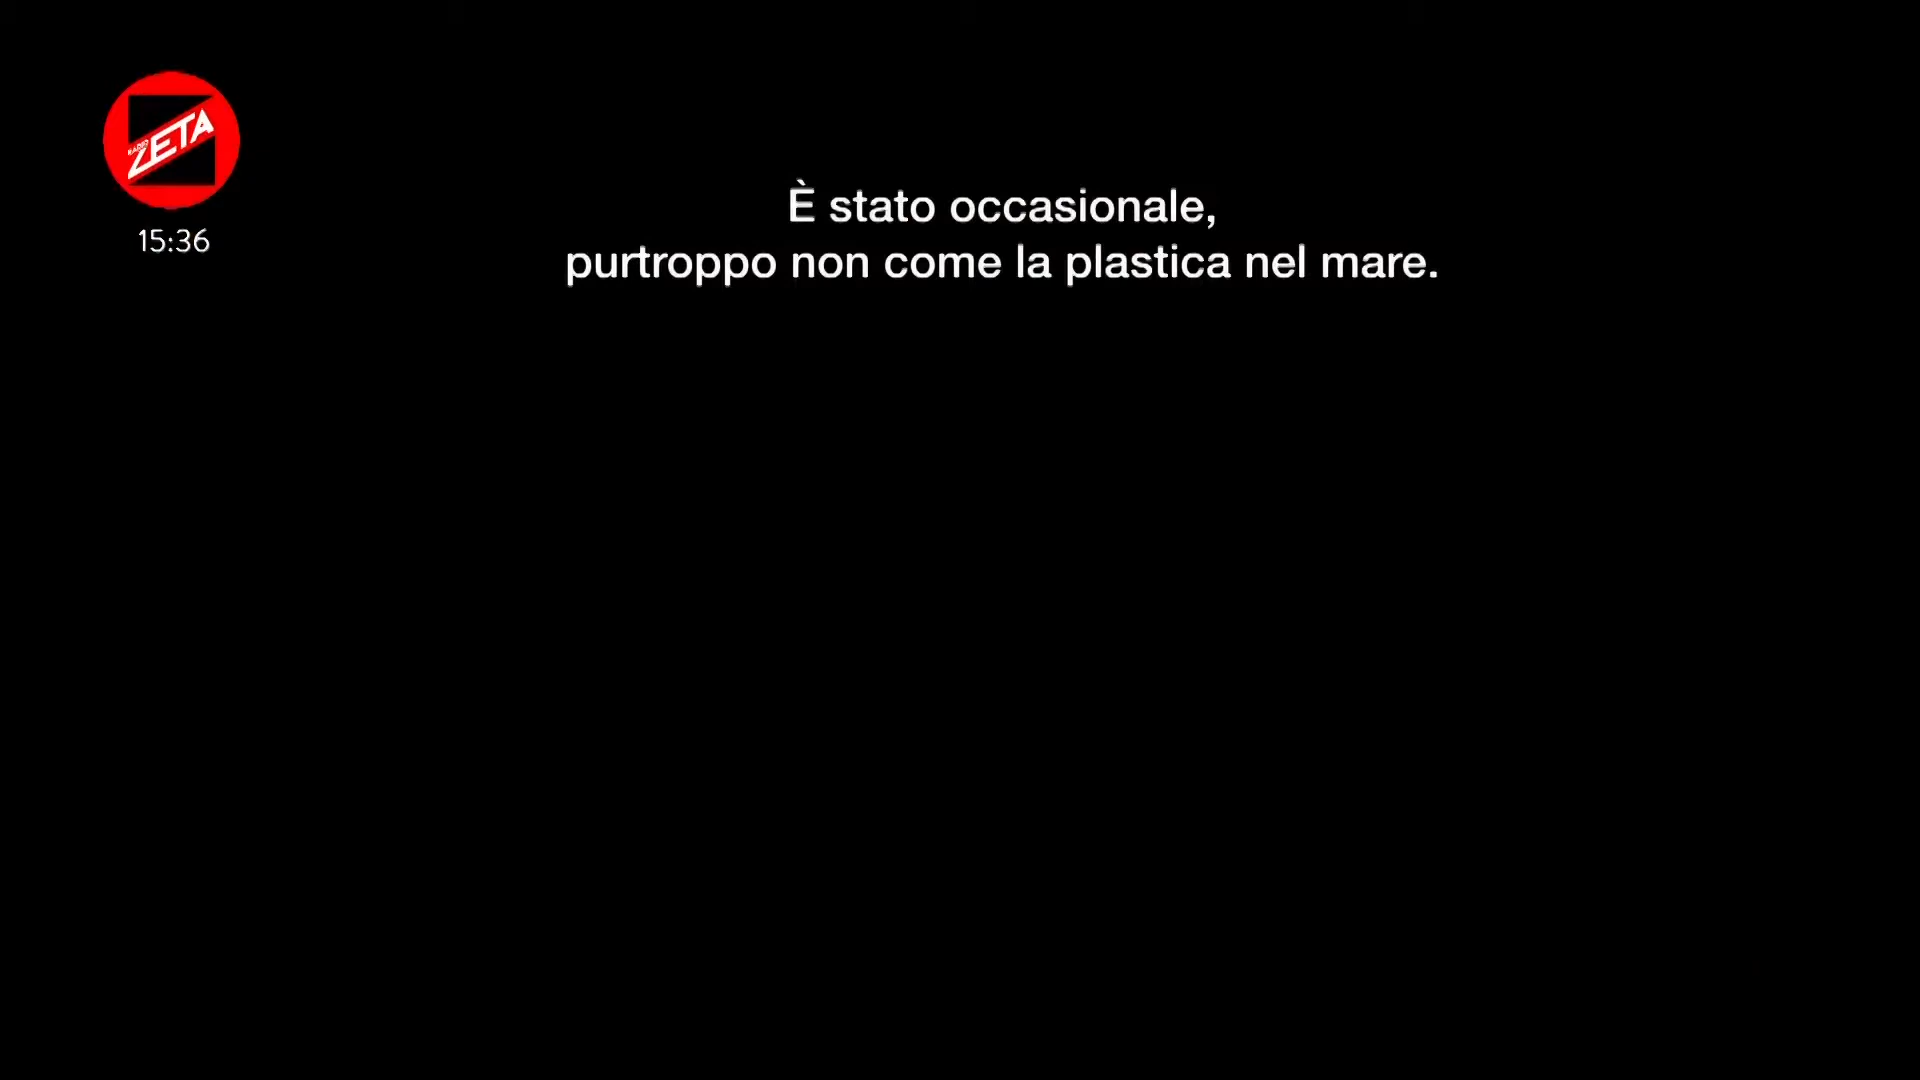 RADIO
ZETA
15:36
È stato occasionale,
purtroppo non come la plastica nel mare.